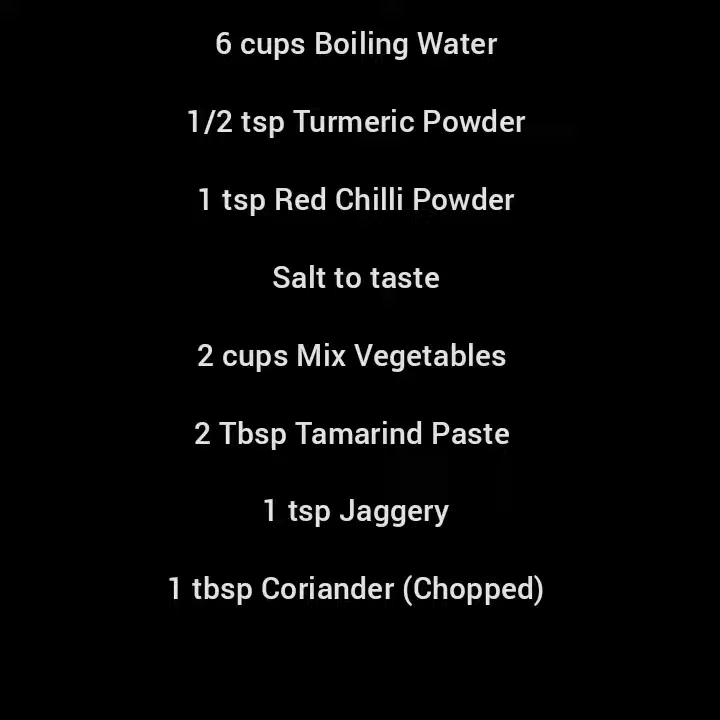 6 cups Boiling Water
1/2 tsp Turmeric Powder
1 tsp Red Chilli Powder
Salt to taste
2 cups Mix Vegetables
2 Tbsp Tamarind Paste
1 tsp Jaggery
1 tbsp Coriander (Chopped)